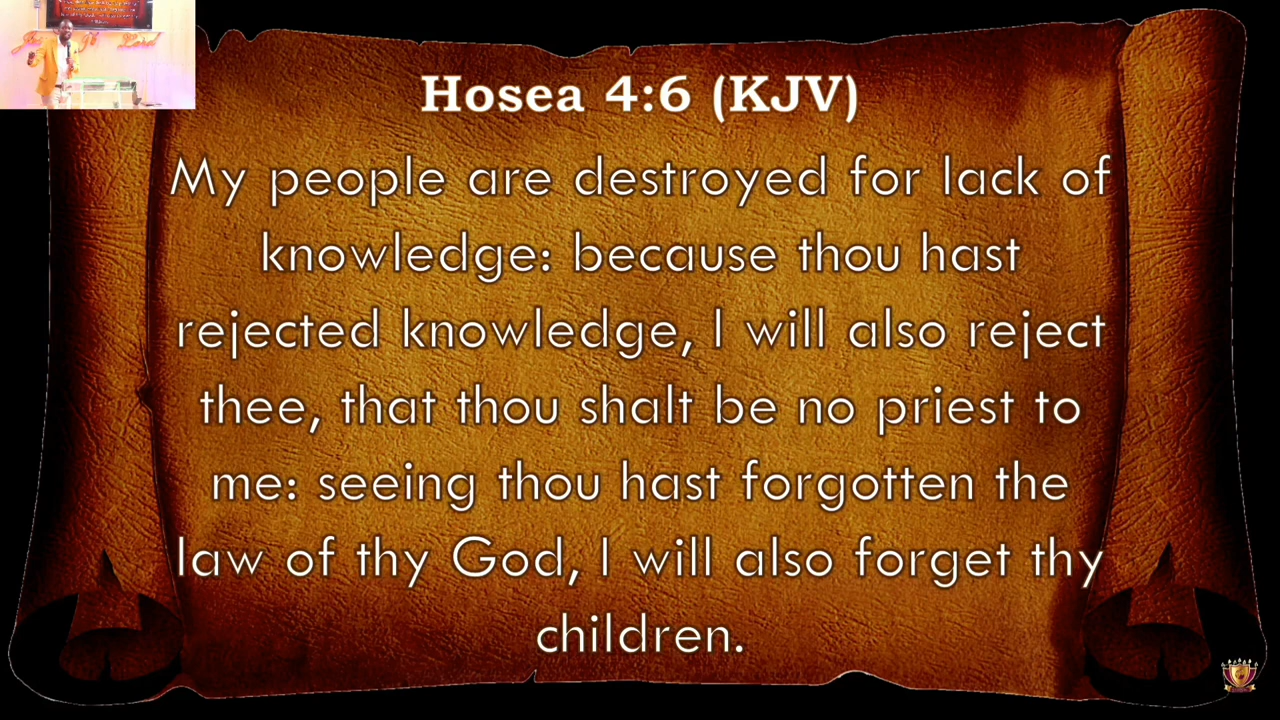 Hosea 4:6 (KJV)
My people are destroyed for lack of
knowledge: because thou hast
rejected knowledge, I will also reject
thee, that thou shalt be no priest to
me: seeing thou hast forgotten the
law of thy God, I will also forget thy
children.